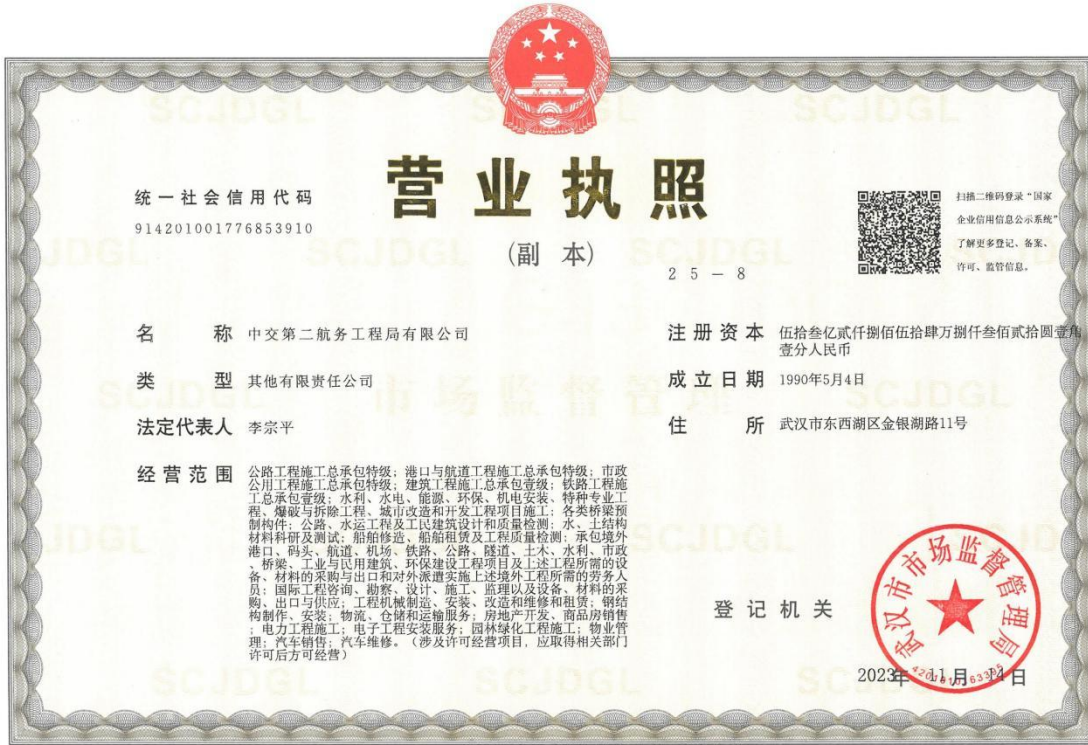 营业执照
(副 本)
25-8
统一社会信用代码
914201001776853910
扫描二维码登录“国家
企业信用信息公示系统”
了解更多登记、备案、
许可、监管信息。
名 称 中交第二航务工程局有限公司
类 型 其他有限责任公司
法定代表人 李宗平
经营范围 公路工程施工总承包特级；港口与航道工程施工总承包特级；市政
公用工程施工总承包特级；建筑工程施工总承包壹级；铁路工程施
工总承包壹级；水利、水电、能源、环保、机电安装、特种专业工
程、爆破与拆除工程、城市改造和开发工程项目施工；各类桥梁预
制构件；公路、水运工程及工民建筑设计和质量检测；水、土结构
材料科研及测试；船舶修造、船舶租赁及工程质量检测；承包境外
港口、码头、航道、机场、铁路、公路、隧道、土木、水利、市政
、桥梁、工业与民用建筑、环保建设工程项目及上述工程所需的设
备、材料的采购与出口和对外派遣实施上述境外工程所需的劳务人
员；国际工程咨询、勘察、设计、施工、监理以及设备、材料的采
购、出口与供应；工程机械制造、安装、改造和维修和租赁；钢结
构制作、安装；物流、仓储和运输服务；房地产开发、商品房销售
；电力工程施工；电子工程安装服务；园林绿化工程施工；物业管
理；汽车销售；汽车维修。（涉及许可经营项目，应取得相关部门
许可后方可经营）
注册资本 伍拾叁亿贰仟捌佰伍拾肆万捌仟叁佰贰拾圆壹角
壹分人民币
成立日期 1990年5月4日
住 所 武汉市东西湖区金银湖路11号
登记机关
武汉市市场监督管理局
2023年 11月 14日
SCJDGL
市场监督管理